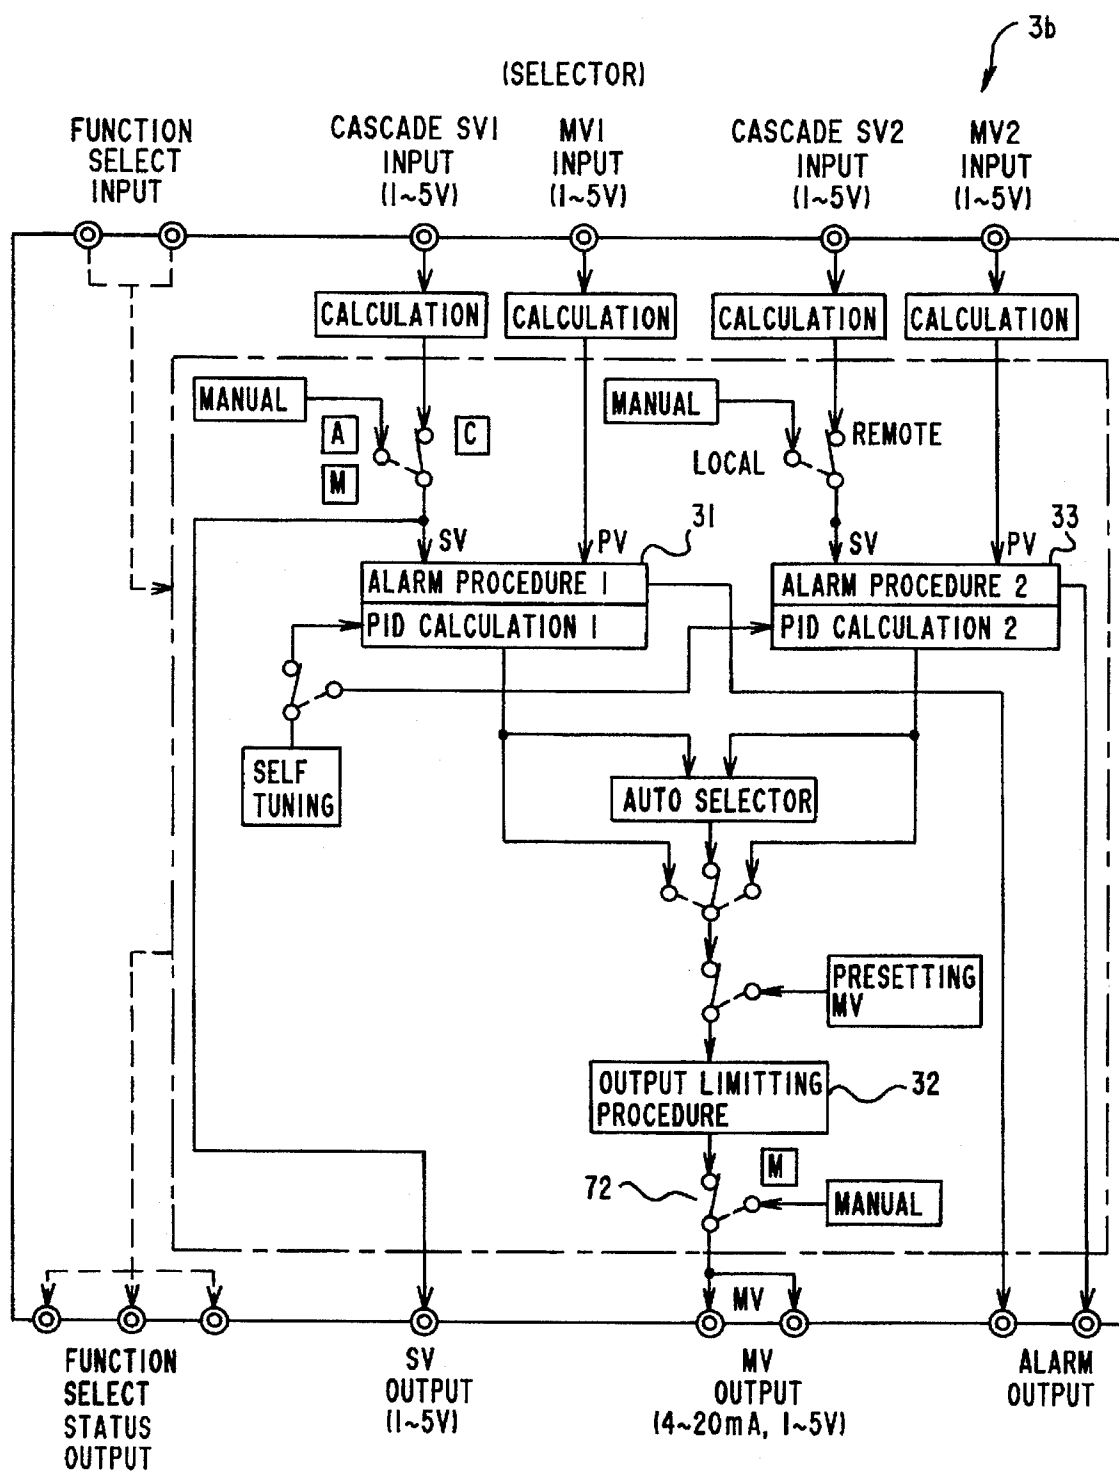 3b
(SELECTOR)
FUNCTION
SELECT
INPUT
CASCADE SV1
INPUT
(1~5V)
MV1
INPUT
(1~5V)
CASCADE SV2
INPUT
(1~5V)
MV2
INPUT
(1~5V)
CALCULATION
CALCULATION
CALCULATION
CALCULATION
MANUAL
A
M
C
MANUAL
LOCAL
REMOTE
SV
PV
31
SV
PV
33
ALARM PROCEDURE 1
PID CALCULATION 1
ALARM PROCEDURE 2
PID CALCULATION 2
SELF
TUNING
AUTO SELECTOR
PRESETTING
MV
OUTPUT LIMITTING
PROCEDURE
32
72
M
MANUAL
MV
FUNCTION
SELECT
STATUS
OUTPUT
SV
OUTPUT
(1~5V)
MV
OUTPUT
(4~20mA, 1~5V)
ALARM
OUTPUT